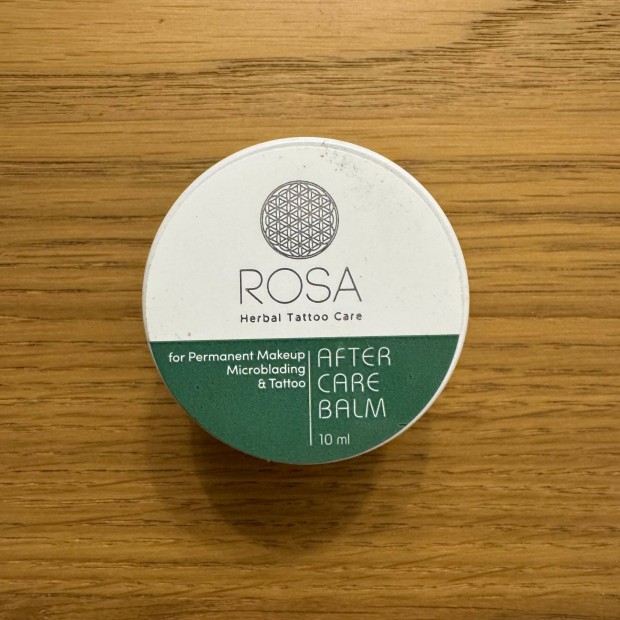 ROSA
Herbal Tattoo Care
for Permanent Makeup
Microblading
& Tattoo
AFTER
CARE
BALM
10 ml